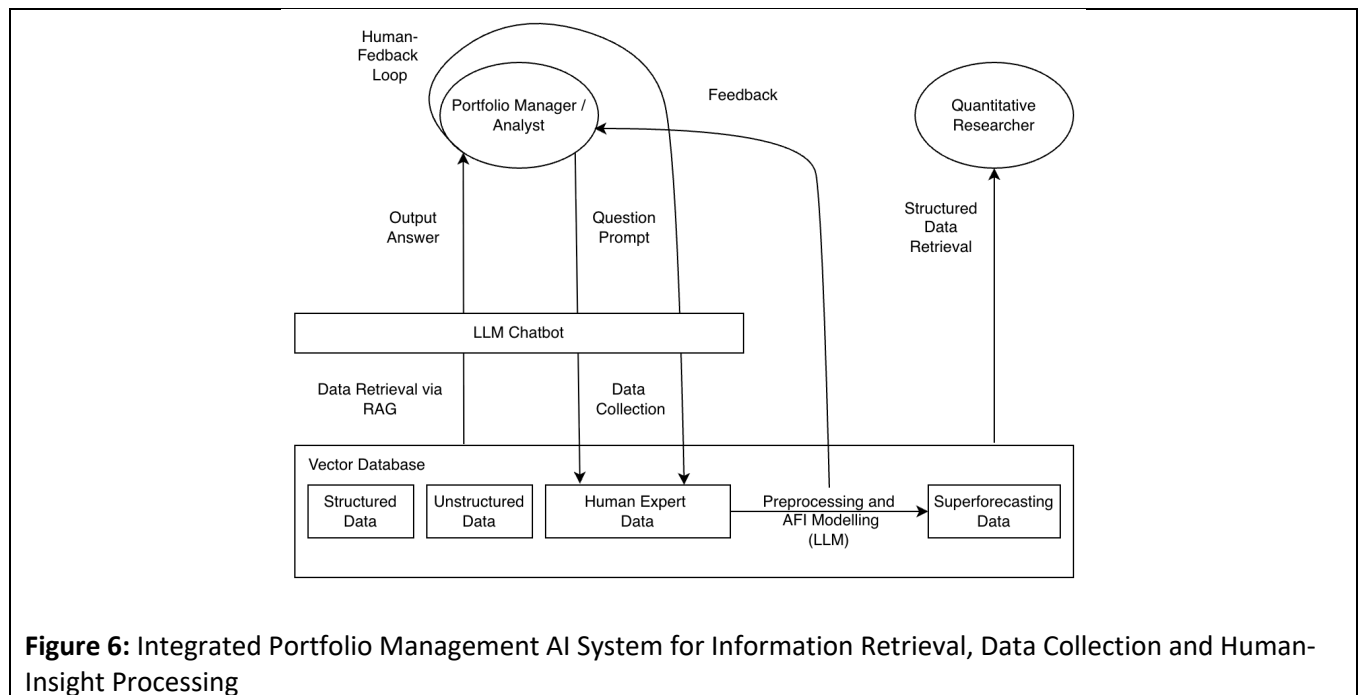 Human-
Fedback
Loop
Portfolio Manager /
Analyst
Feedback
Quantitative
Researcher
Output
Answer
Question
Prompt
Structured
Data
Retrieval
LLM Chatbot
Data Retrieval via
RAG
Data
Collection
Vector Database
Structured
Data
Unstructured
Data
Human Expert
Data
Preprocessing and
AFI Modelling
(LLM)
Superforecasting
Data
Figure 6: Integrated Portfolio Management AI System for Information Retrieval, Data Collection and Human-
Insight Processing